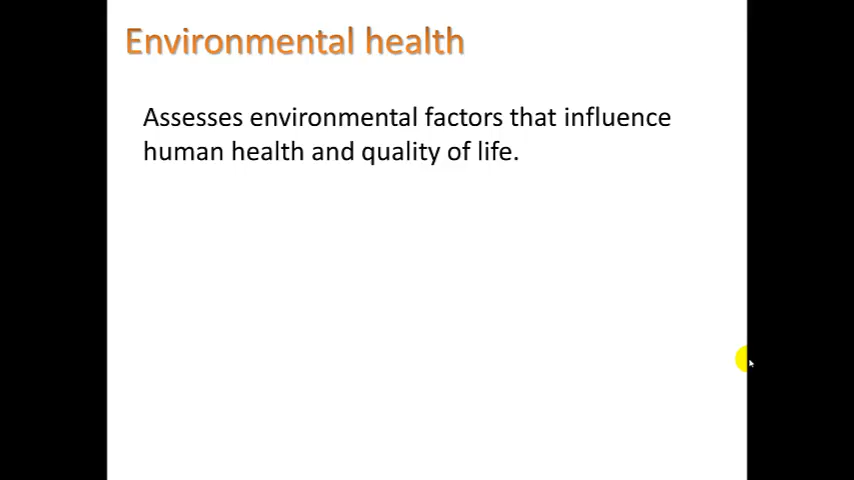 Environmental health
Assesses environmental factors that influence
human health and quality of life.